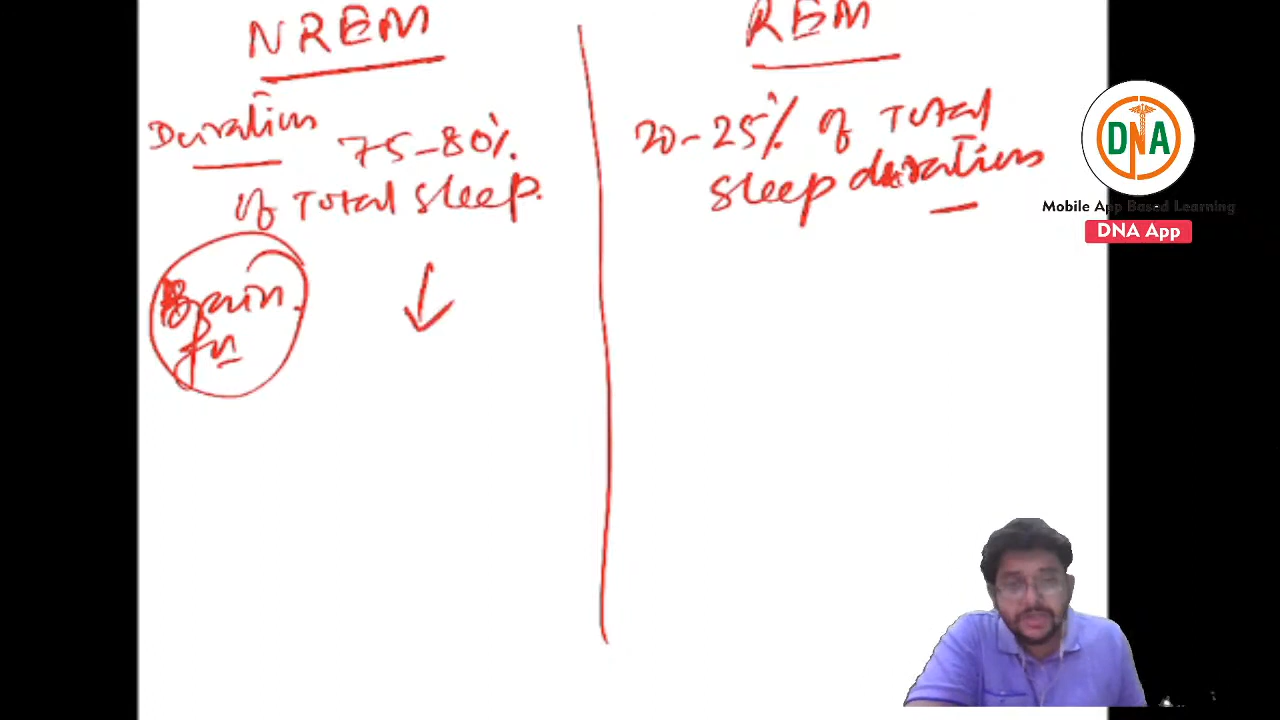 NREM
REM
Duration
75-80%
of Total sleep.
20-25% of Total
sleep duration
Brain
fn
DNA
Mobile App Based Learning
DNA App